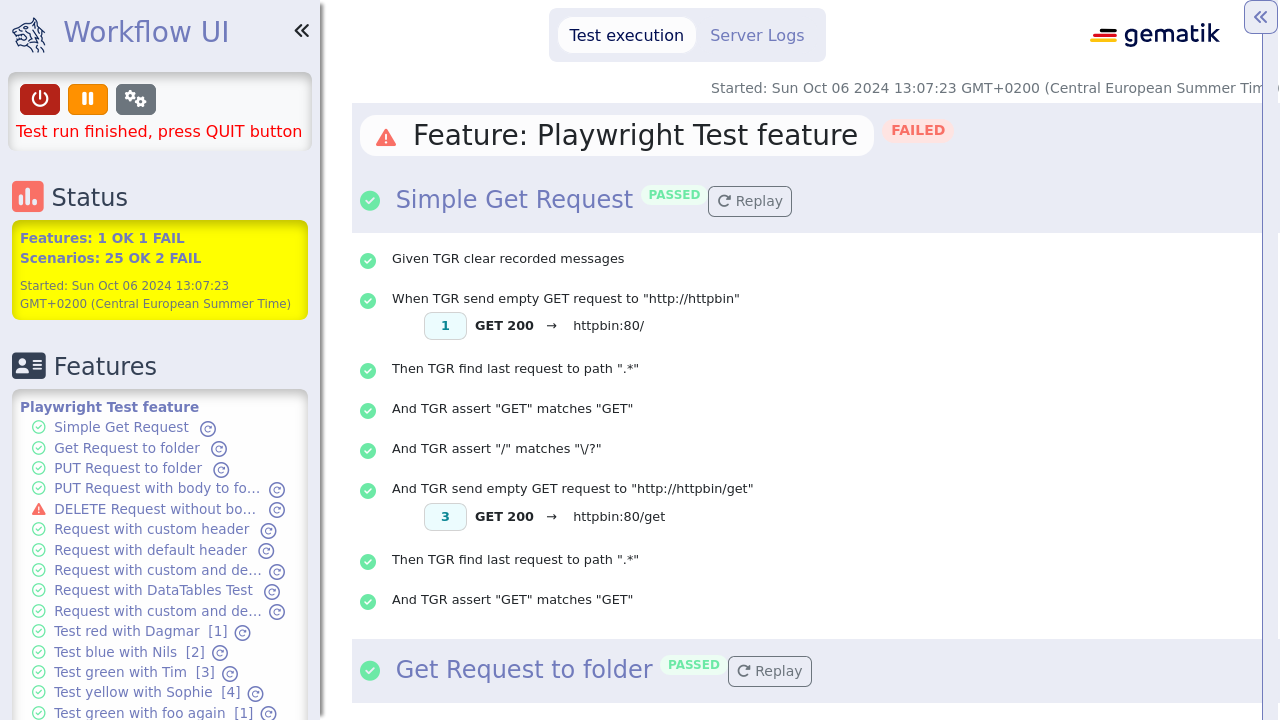 Workflow UI
Test run finished, press QUIT button
Status
Features: 1 OK 1 FAIL
Scenarios: 25 OK 2 FAIL
Started: Sun Oct 06 2024 13:07:23
GMT+0200 (Central European Summer Time)
Features
Playwright Test feature
Simple Get Request
Get Request to folder
PUT Request to folder
PUT Request with body to fo…
DELETE Request without bo…
Request with custom header
Request with default header
Request with custom and de…
Request with DataTables Test
Request with custom and de…
Test red with Dagmar [1]
Test blue with Nils [2]
Test green with Tim [3]
Test yellow with Sophie [4]
Test green with foo again [1]
Test execution
Server Logs
gematik
Started: Sun Oct 06 2024 13:07:23 GMT+0200 (Central European Summer Tim
Feature: Playwright Test feature
FAILED
Simple Get Request
PASSED
Replay
Given TGR clear recorded messages
When TGR send empty GET request to "http://httpbin"
1 GET 200 → httpbin:80/
Then TGR find last request to path ".*"
And TGR assert "GET" matches "GET"
And TGR assert "/" matches "\/?"
And TGR send empty GET request to "http://httpbin/get"
3 GET 200 → httpbin:80/get
Then TGR find last request to path ".*"
And TGR assert "GET" matches "GET"
Get Request to folder
PASSED
Replay